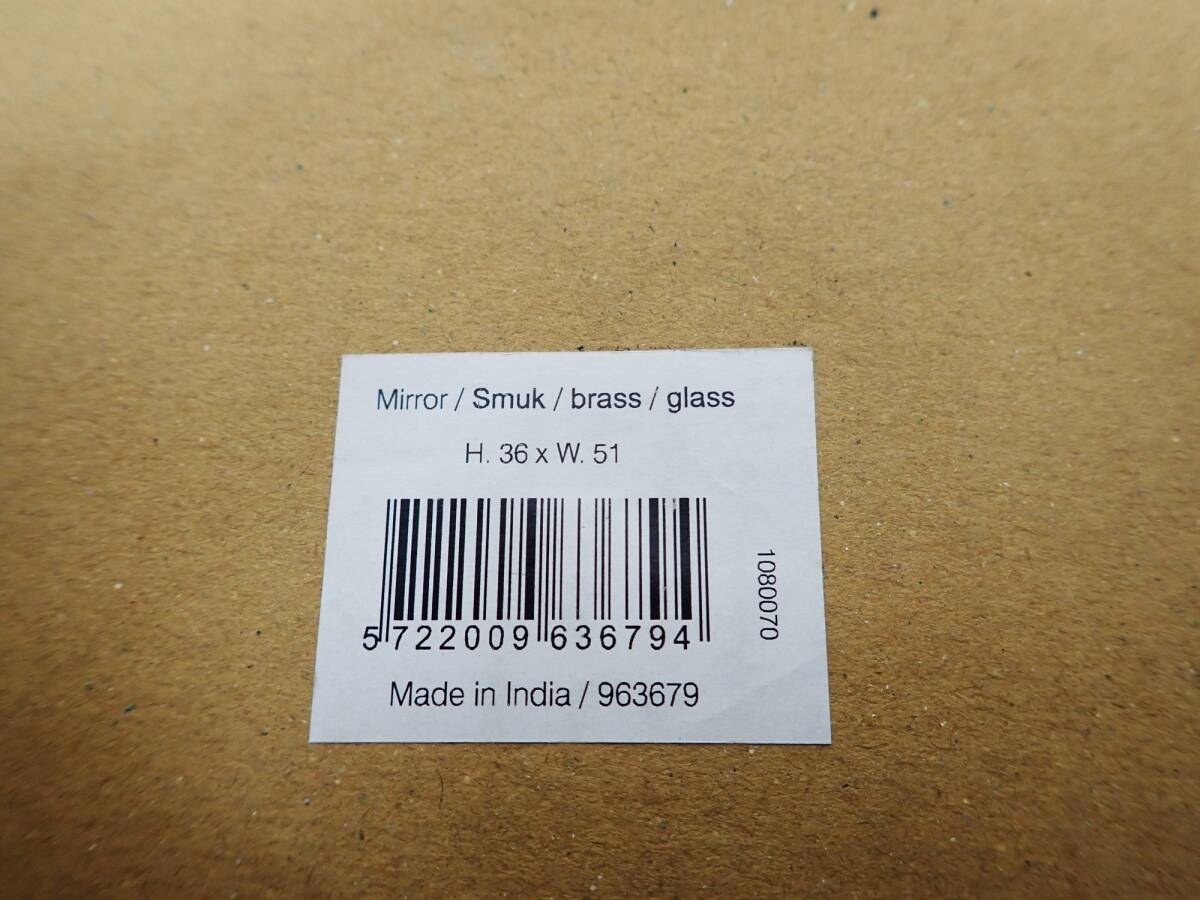 Mirror / Smuk / brass / glass
H. 36 x W. 51
5 722009 636794
1080070
Made in India / 963679